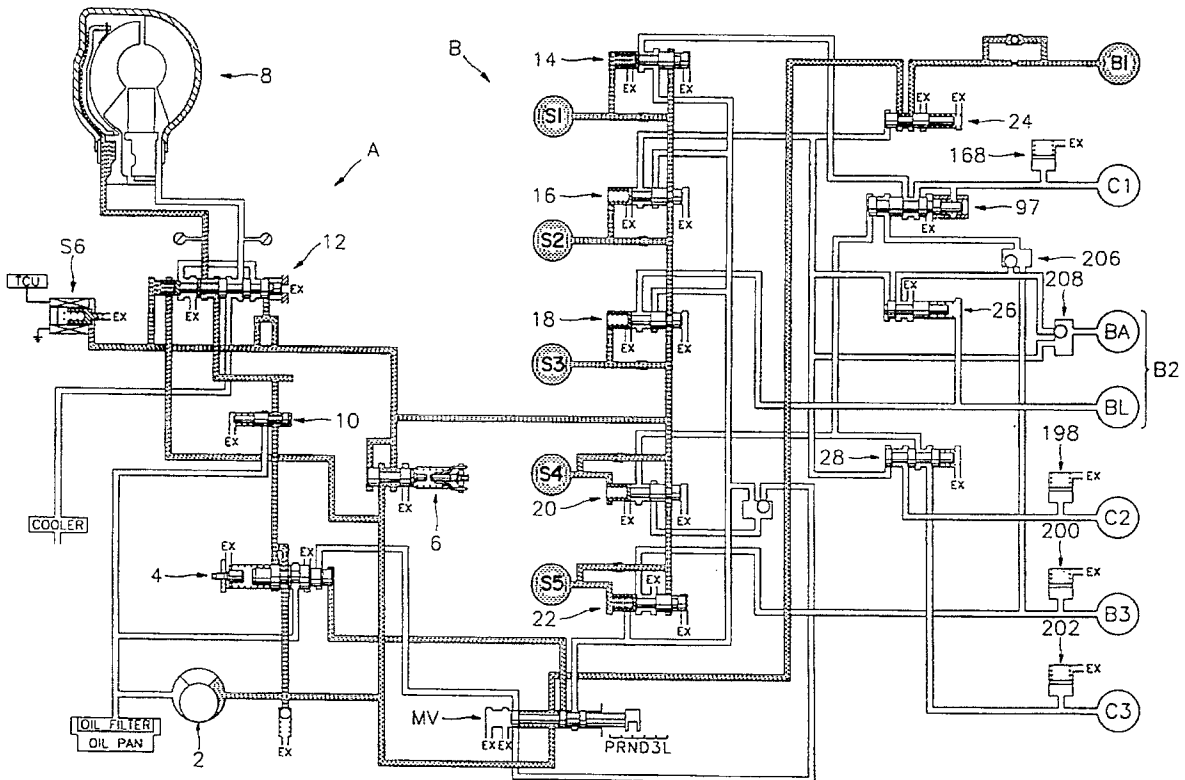 8
A
S6
TCU
EX
12
EX
EX
10
EX
COOLER
6
EX
4
EX
EX
2
OIL FILTER
OIL PAN
EX
MV
EX
EX
PRND3L
B
14
EX
EX
S1
16
EX
EX
S2
18
EX
EX
S3
S4
20
EX
EX
S5
EX
22
EX
B1
EX
EX
24
168
EX
C1
97
EX
206
208
EX
26
BA
B2
BL
28
EX
198
EX
C2
200
EX
B3
202
EX
C3